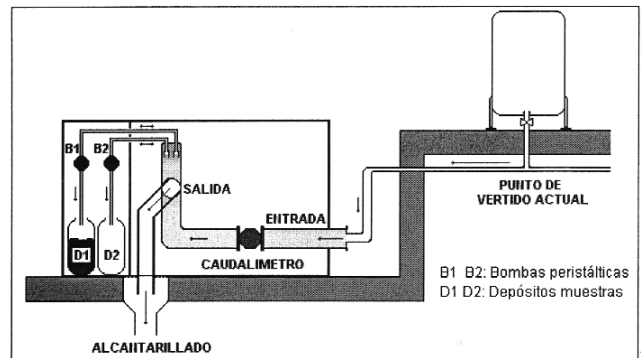 B1 B2
SALIDA
ENTRADA
PUNTO DE
VERTIDO ACTUAL
D1 D2
CAUDALIMETRO
B1 B2: Bombas peristálticas
D1 D2: Depósitos muestras
ALCANTARILLADO